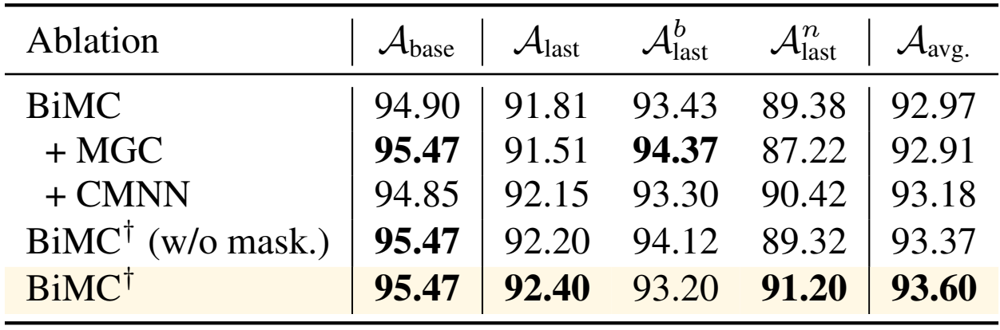 Ablation 𝒜base 𝒜last 𝒜ᵇlast 𝒜ⁿlast 𝒜avg.
BiMC 94.90 91.81 93.43 89.38 92.97
+ MGC 95.47 91.51 94.37 87.22 92.91
+ CMNN 94.85 92.15 93.30 90.42 93.18
BiMC† (w/o mask.) 95.47 92.20 94.12 89.32 93.37
BiMC† 95.47 92.40 93.20 91.20 93.60